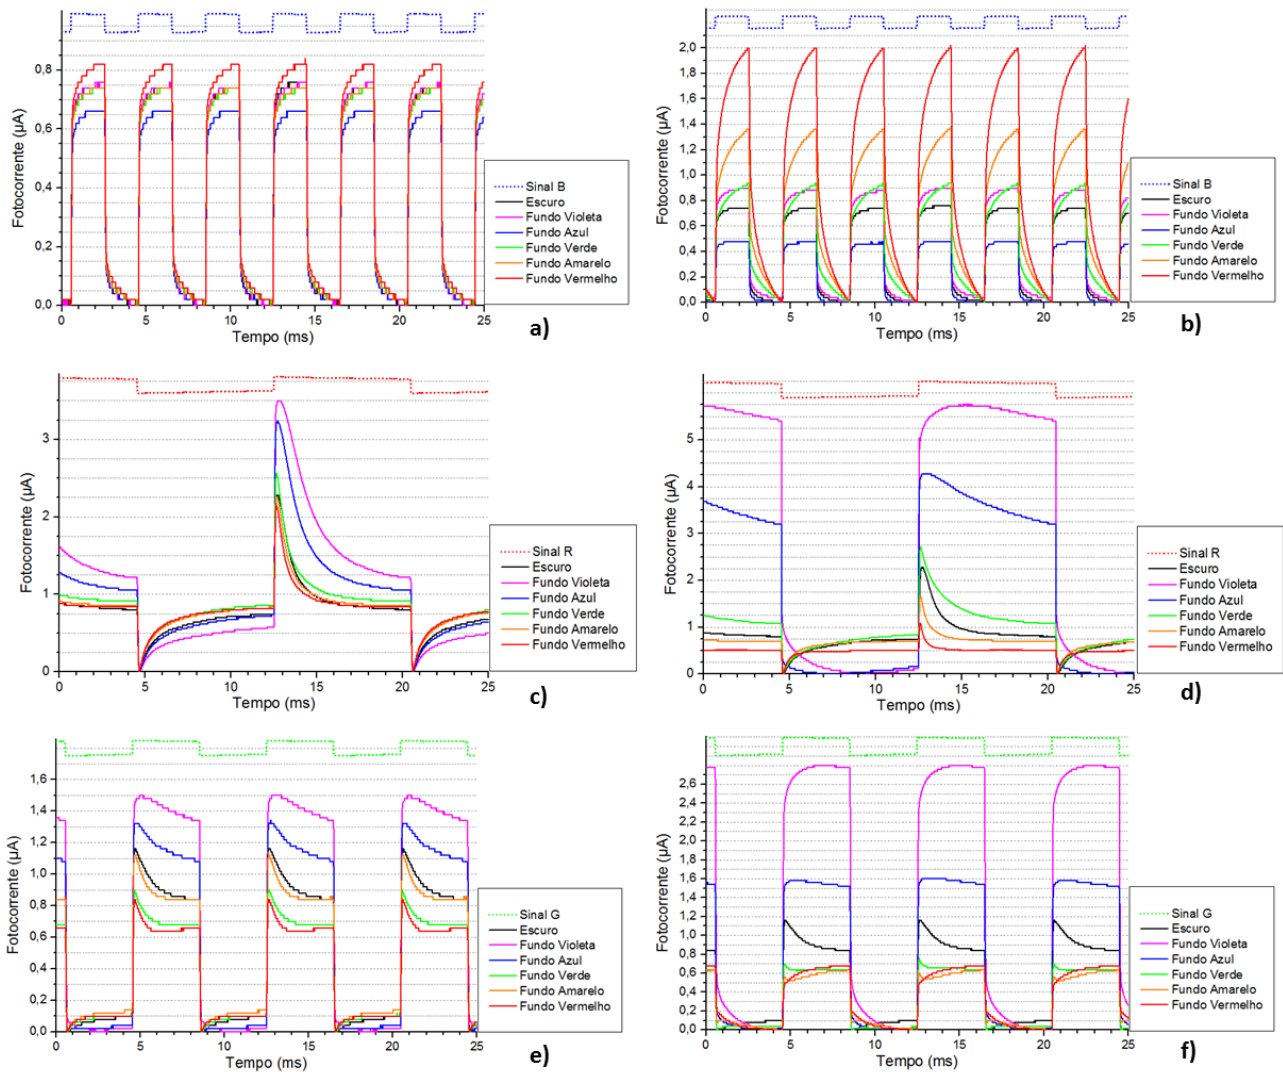 Fotocorrente (µA)
0,8
0,6
0,4
0,2
0,0
0 5 10 15 20 25
Tempo (ms)
Sinal B
Escuro
Fundo Violeta
Fundo Azul
Fundo Verde
Fundo Amarelo
Fundo Vermelho
a)
Fotocorrente (µA)
2,0
1,8
1,6
1,4
1,2
1,0
0,8
0,6
0,4
0,2
0,0
0 5 10 15 20 25
Tempo (ms)
Sinal B
Escuro
Fundo Violeta
Fundo Azul
Fundo Verde
Fundo Amarelo
Fundo Vermelho
b)
Fotocorrente (µA)
3
2
1
0
0 5 10 15 20 25
Tempo (ms)
Sinal R
Escuro
Fundo Violeta
Fundo Azul
Fundo Verde
Fundo Amarelo
Fundo Vermelho
c)
Fotocorrente (µA)
5
4
3
2
1
0
0 5 10 15 20 25
Tempo (ms)
Sinal R
Escuro
Fundo Violeta
Fundo Azul
Fundo Verde
Fundo Amarelo
Fundo Vermelho
d)
Fotocorrente (µA)
1,6
1,4
1,2
1,0
0,8
0,6
0,4
0,2
0,0
0 5 10 15 20 25
Tempo (ms)
Sinal G
Escuro
Fundo Violeta
Fundo Azul
Fundo Verde
Fundo Amarelo
Fundo Vermelho
e)
Fotocorrente (µA)
2,6
2,4
2,2
2,0
1,8
1,6
1,4
1,2
1,0
0,8
0,6
0,4
0,2
0,0
0 5 10 15 20 25
Tempo (ms)
Sinal G
Escuro
Fundo Violeta
Fundo Azul
Fundo Verde
Fundo Amarelo
Fundo Vermelho
f)